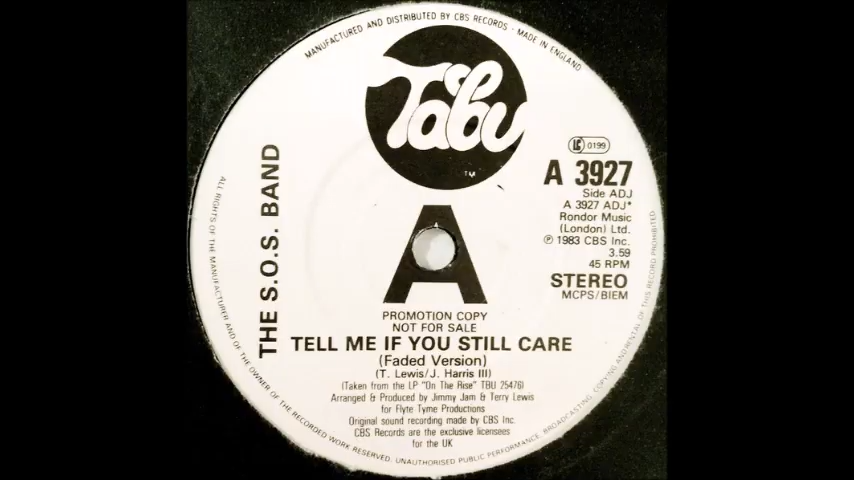 MANUFACTURED AND DISTRIBUTED BY CBS RECORDS · MADE IN ENGLAND
Tabu
TM
LC 0199
A 3927
Side ADJ
A 3927 ADJ*
Rondor Music
(London) Ltd.
℗ 1983 CBS Inc.
3.59
45 RPM
STEREO
MCPS/BIEM
THE S.O.S. BAND
A
PROMOTION COPY
NOT FOR SALE
TELL ME IF YOU STILL CARE
(Faded Version)
(T. Lewis/J. Harris III)
(Taken from the LP "On The Rise" TBU 25476)
Arranged & Produced by Jimmy Jam & Terry Lewis
for Flyte Tyme Productions
Original sound recording made by CBS Inc.
CBS Records are the exclusive licensees
for the UK
ALL RIGHTS OF THE MANUFACTURER AND OF THE OWNER OF THE RECORDED WORK RESERVED. UNAUTHORISED PUBLIC PERFORMANCE, BROADCASTING, COPYING AND RENTAL OF THIS RECORD PROHIBITED.